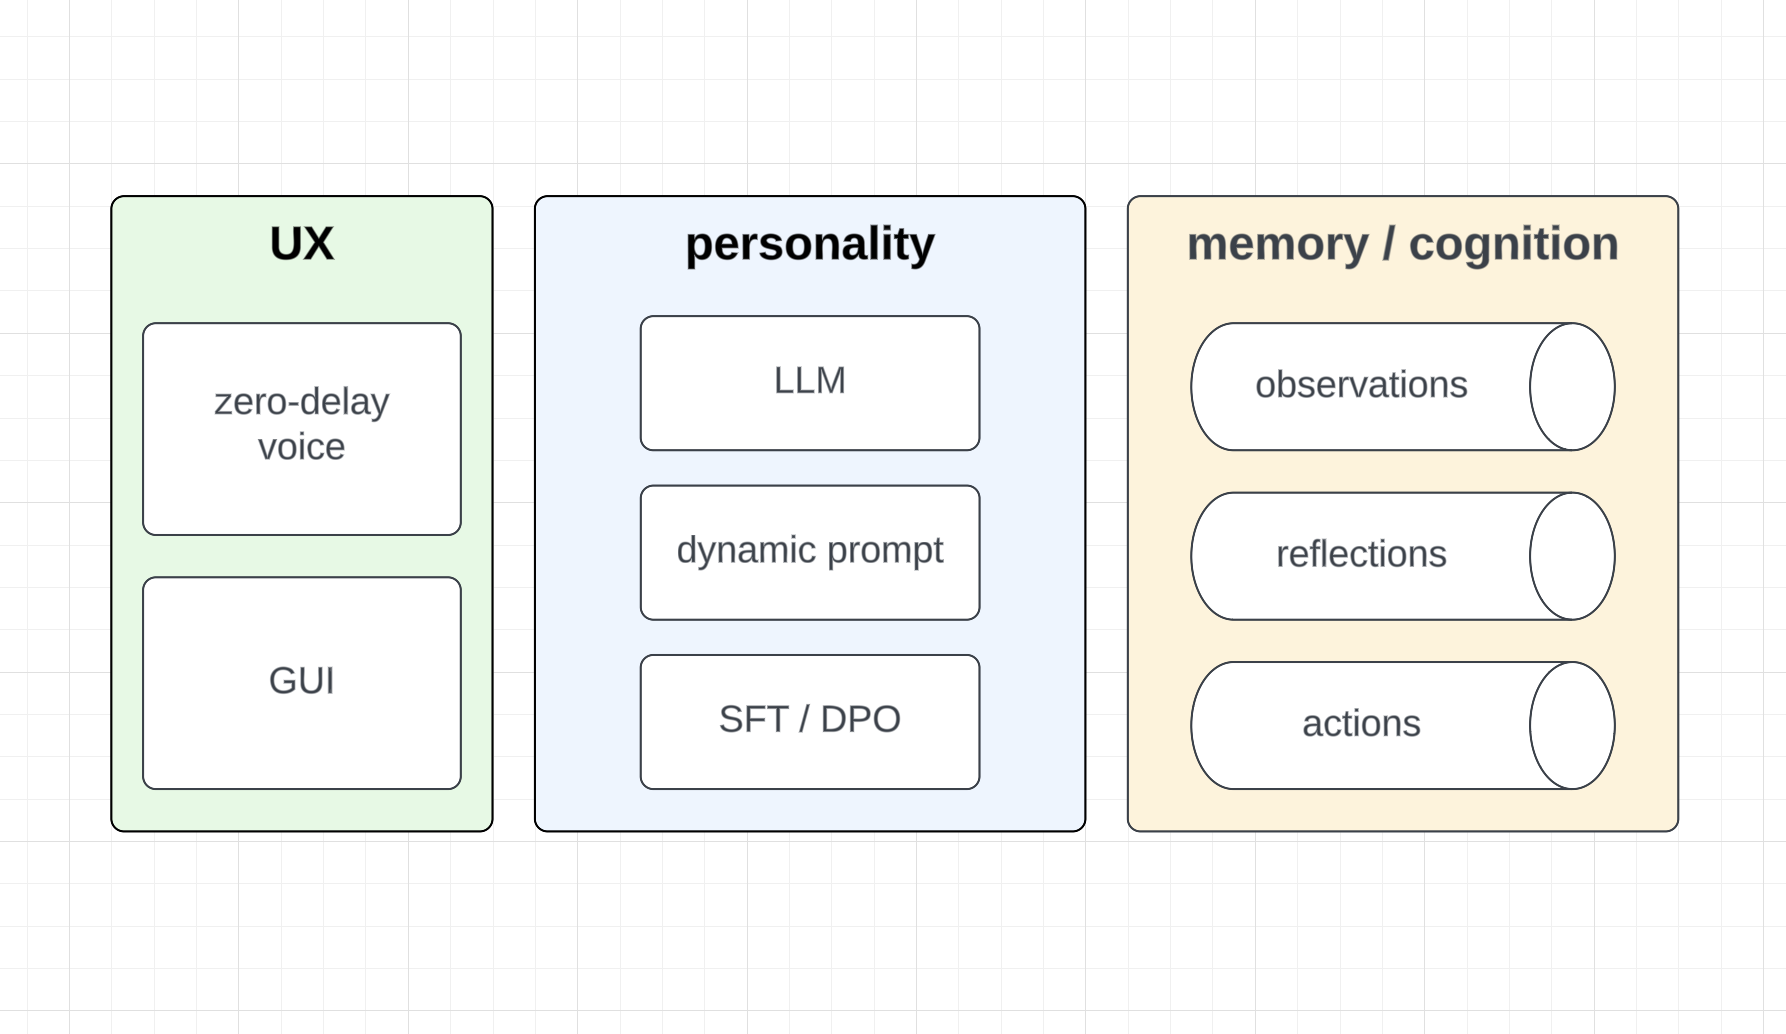 UX
zero-delay
voice
GUI
personality
LLM
dynamic prompt
SFT / DPO
memory / cognition
observations
reflections
actions